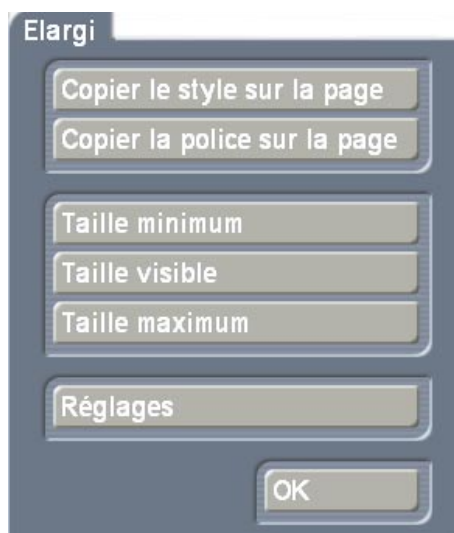 Elargi
Copier le style sur la page
Copier la police sur la page
Taille minimum
Taille visible
Taille maximum
Réglages
OK